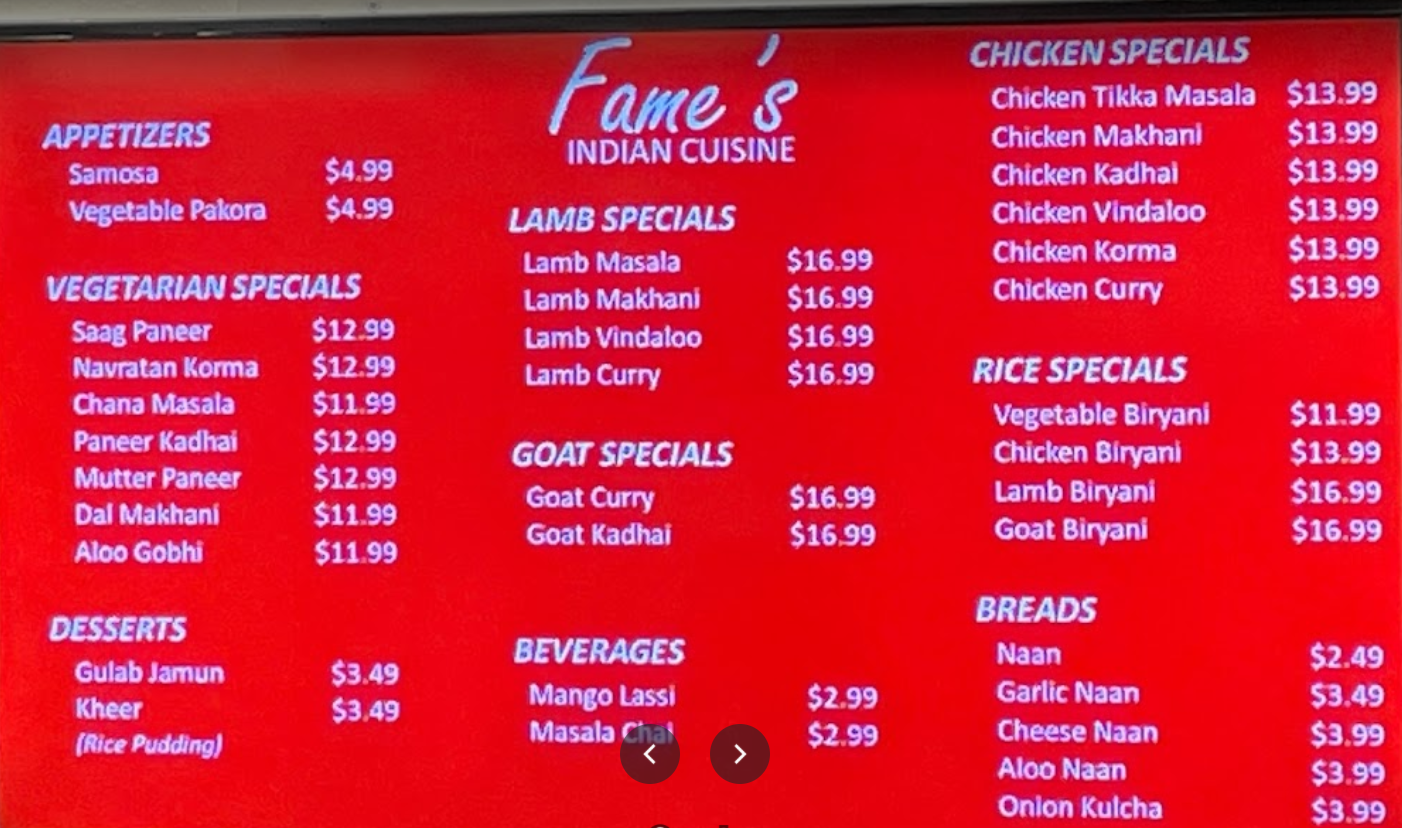 APPETIZERS
Samosa $4.99
Vegetable Pakora $4.99
VEGETARIAN SPECIALS
Saag Paneer $12.99
Navratan Korma $12.99
Chana Masala $11.99
Paneer Kadhai $12.99
Mutter Paneer $12.99
Dal Makhani $11.99
Aloo Gobhi $11.99
DESSERTS
Gulab Jamun $3.49
Kheer $3.49
(Rice Pudding)
Fame's
INDIAN CUISINE
LAMB SPECIALS
Lamb Masala $16.99
Lamb Makhani $16.99
Lamb Vindaloo $16.99
Lamb Curry $16.99
GOAT SPECIALS
Goat Curry $16.99
Goat Kadhai $16.99
BEVERAGES
Mango Lassi $2.99
Masala Chai $2.99
CHICKEN SPECIALS
Chicken Tikka Masala $13.99
Chicken Makhani $13.99
Chicken Kadhai $13.99
Chicken Vindaloo $13.99
Chicken Korma $13.99
Chicken Curry $13.99
RICE SPECIALS
Vegetable Biryani $11.99
Chicken Biryani $13.99
Lamb Biryani $16.99
Goat Biryani $16.99
BREADS
Naan $2.49
Garlic Naan $3.49
Cheese Naan $3.99
Aloo Naan $3.99
Onion Kulcha $3.99